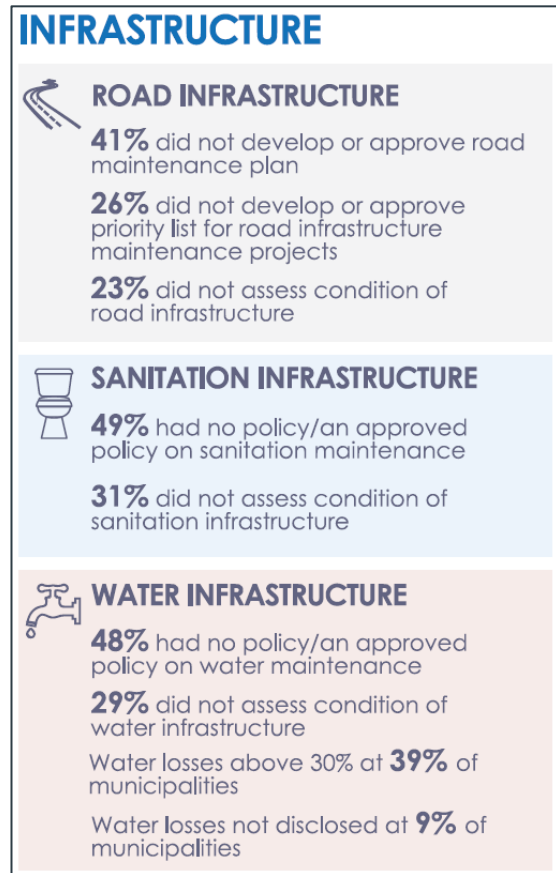 INFRASTRUCTURE
ROAD INFRASTRUCTURE
41% did not develop or approve road
maintenance plan
26% did not develop or approve
priority list for road infrastructure
maintenance projects
23% did not assess condition of
road infrastructure
SANITATION INFRASTRUCTURE
49% had no policy/an approved
policy on sanitation maintenance
31% did not assess condition of
sanitation infrastructure
WATER INFRASTRUCTURE
48% had no policy/an approved
policy on water maintenance
29% did not assess condition of
water infrastructure
Water losses above 30% at 39% of
municipalities
Water losses not disclosed at 9% of
municipalities